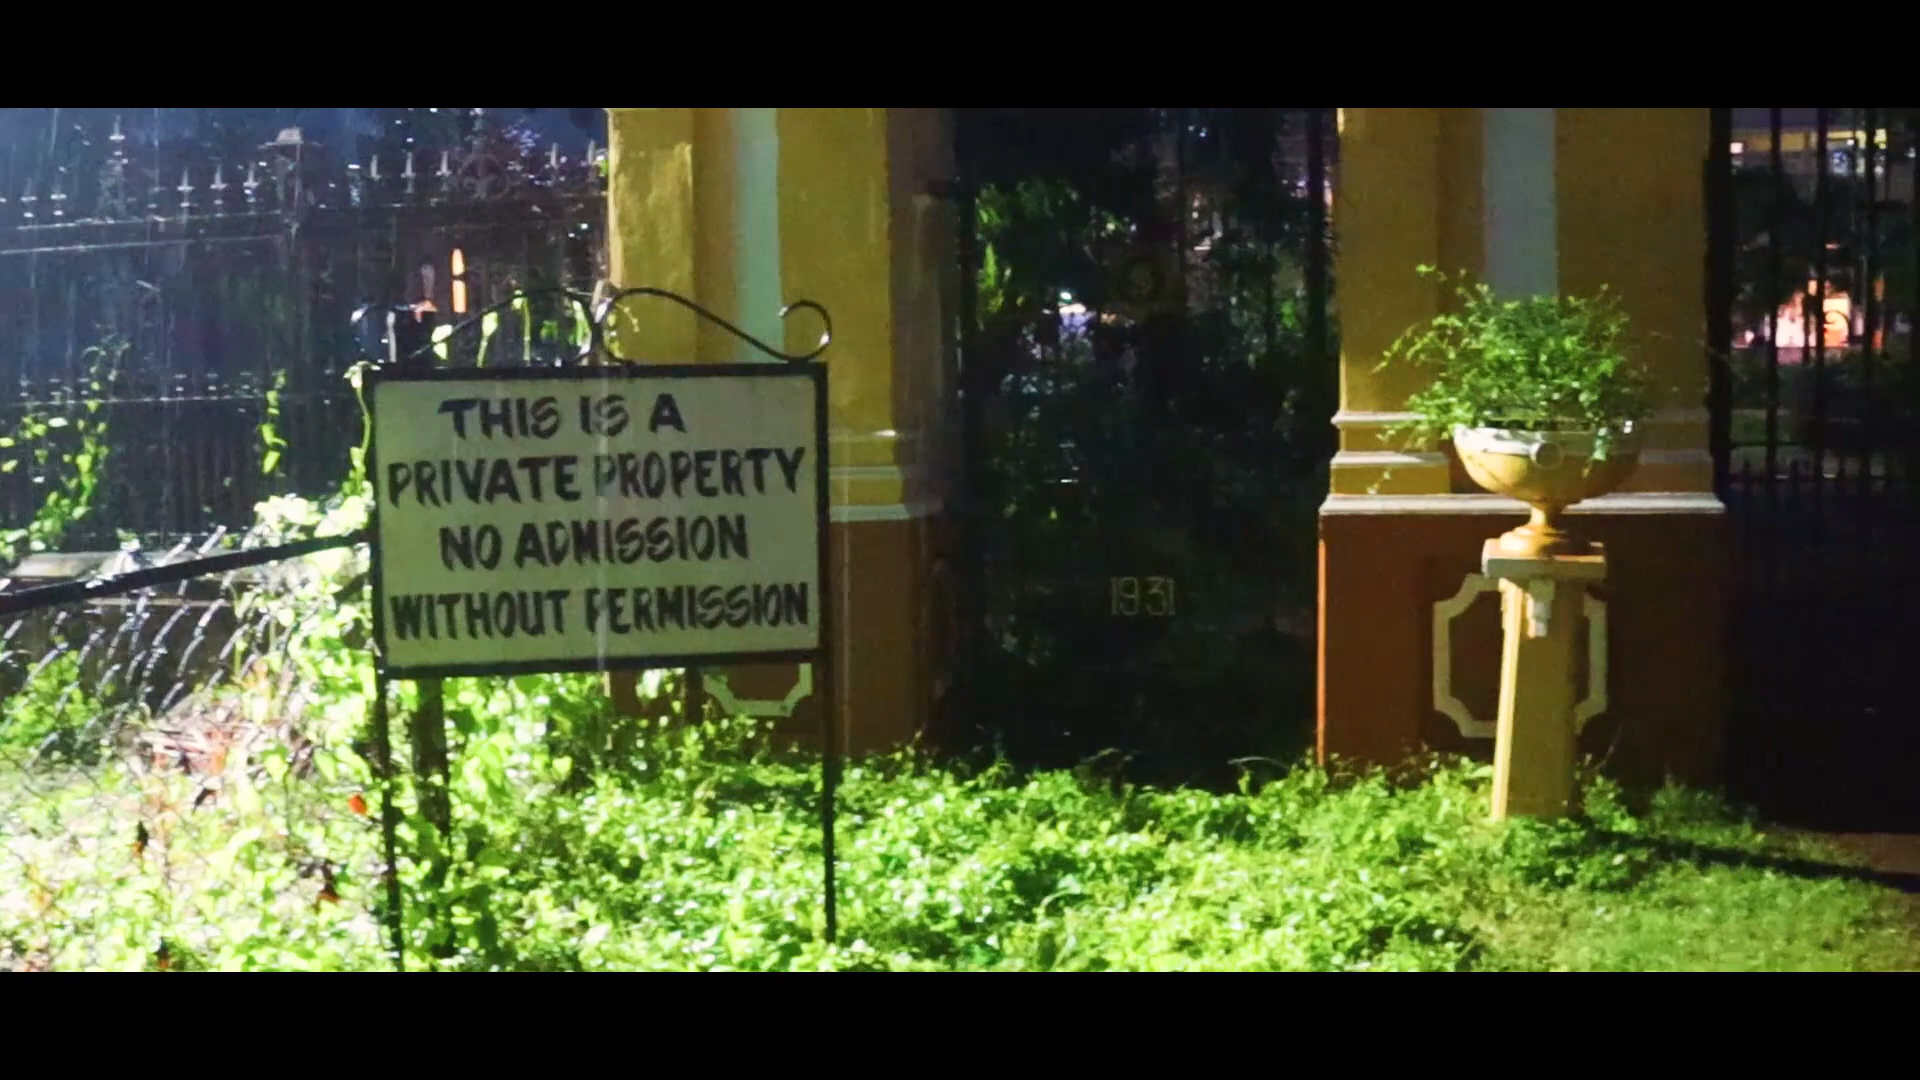 THIS IS A
PRIVATE PROPERTY
NO ADMISSION
WITHOUT PERMISSION
1931